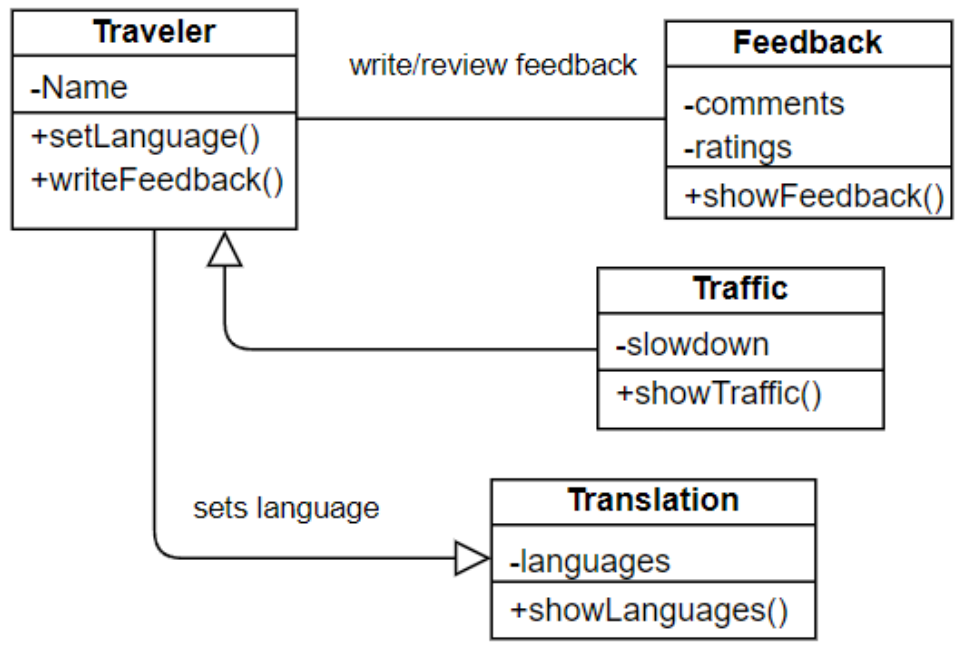 Traveler
-Name
+setLanguage()
+writeFeedback()
write/review feedback
Feedback
-comments
-ratings
+showFeedback()
Traffic
-slowdown
+showTraffic()
sets language
Translation
-languages
+showLanguages()